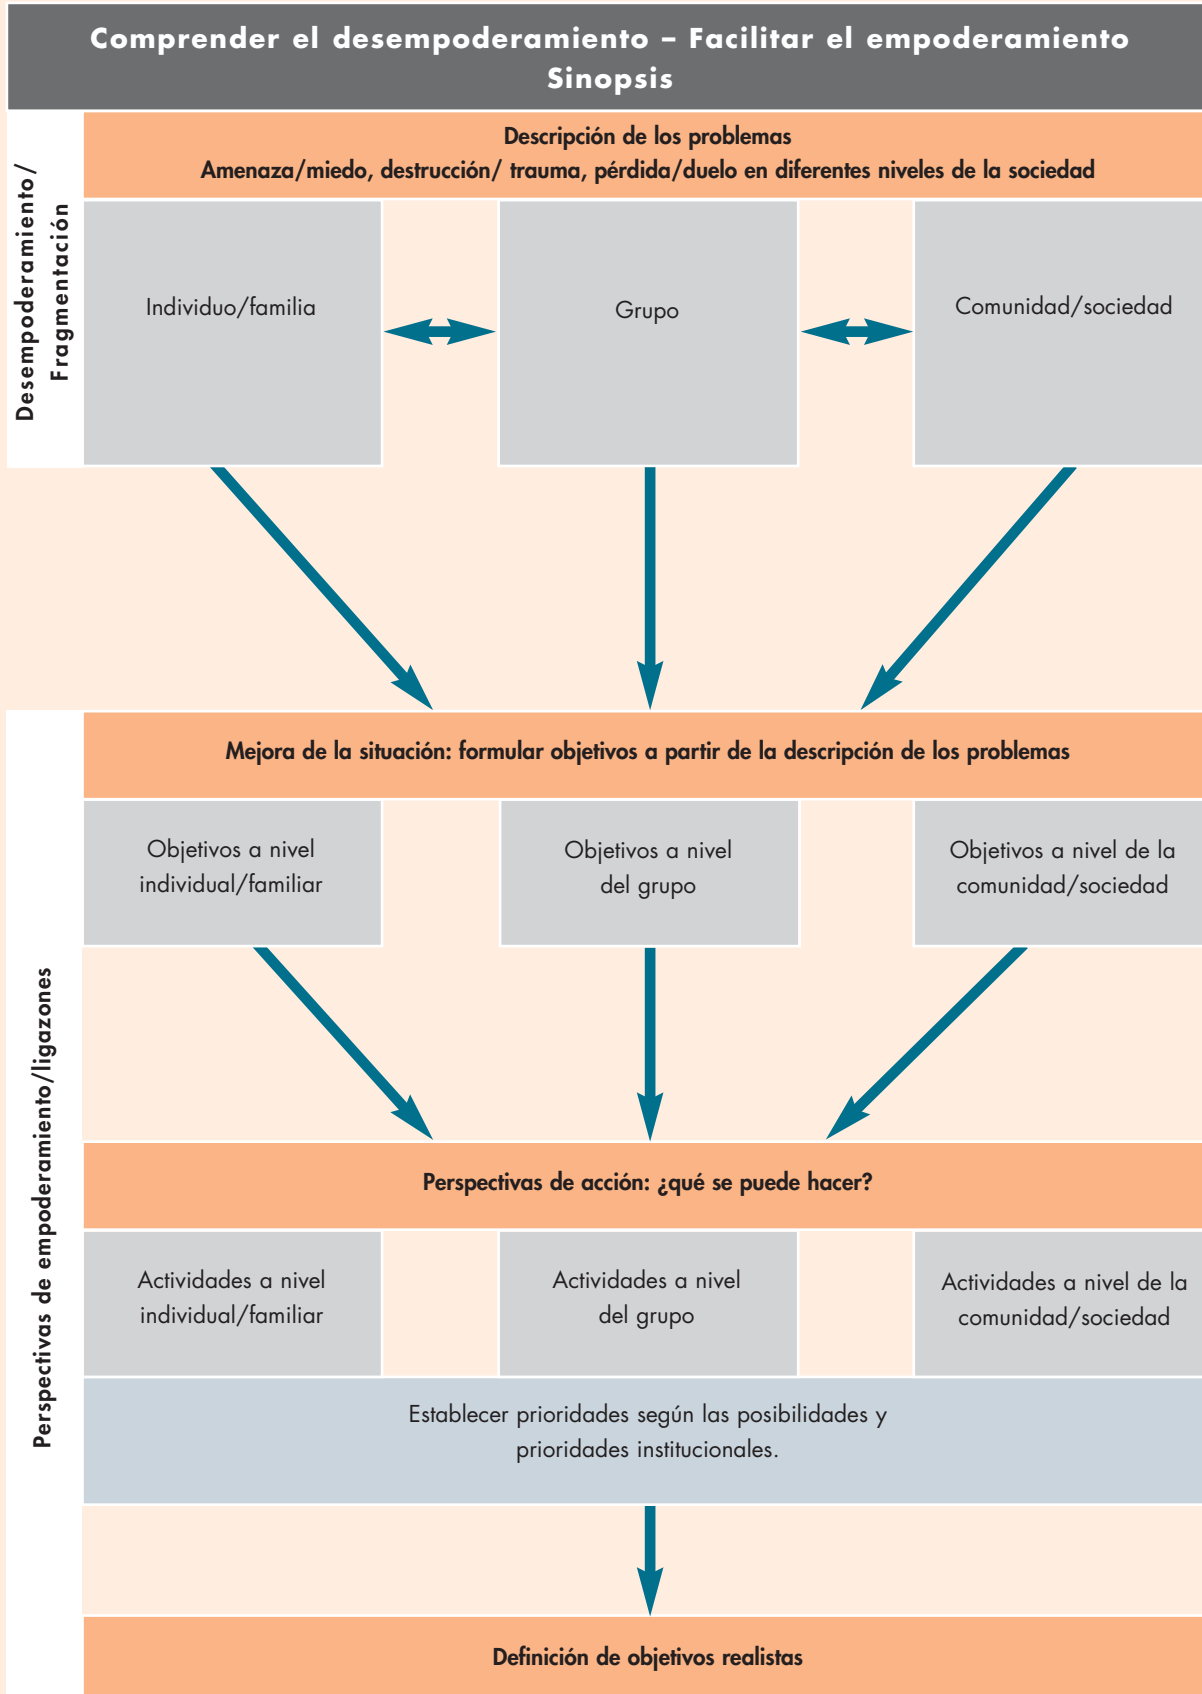 Comprender el desempoderamiento – Facilitar el empoderamiento
Sinopsis
Desempoderamiento/
Fragmentación
Descripción de los problemas
Amenaza/miedo, destrucción/ trauma, pérdida/duelo en diferentes niveles de la sociedad
Individuo/familia
Grupo
Comunidad/sociedad
Perspectivas de empoderamiento/ligazones
Mejora de la situación: formular objetivos a partir de la descripción de los problemas
Objetivos a nivel
individual/familiar
Objetivos a nivel
del grupo
Objetivos a nivel de la
comunidad/sociedad
Perspectivas de acción: ¿qué se puede hacer?
Actividades a nivel
individual/familiar
Actividades a nivel
del grupo
Actividades a nivel de la
comunidad/sociedad
Establecer prioridades según las posibilidades y
prioridades institucionales.
Definición de objetivos realistas